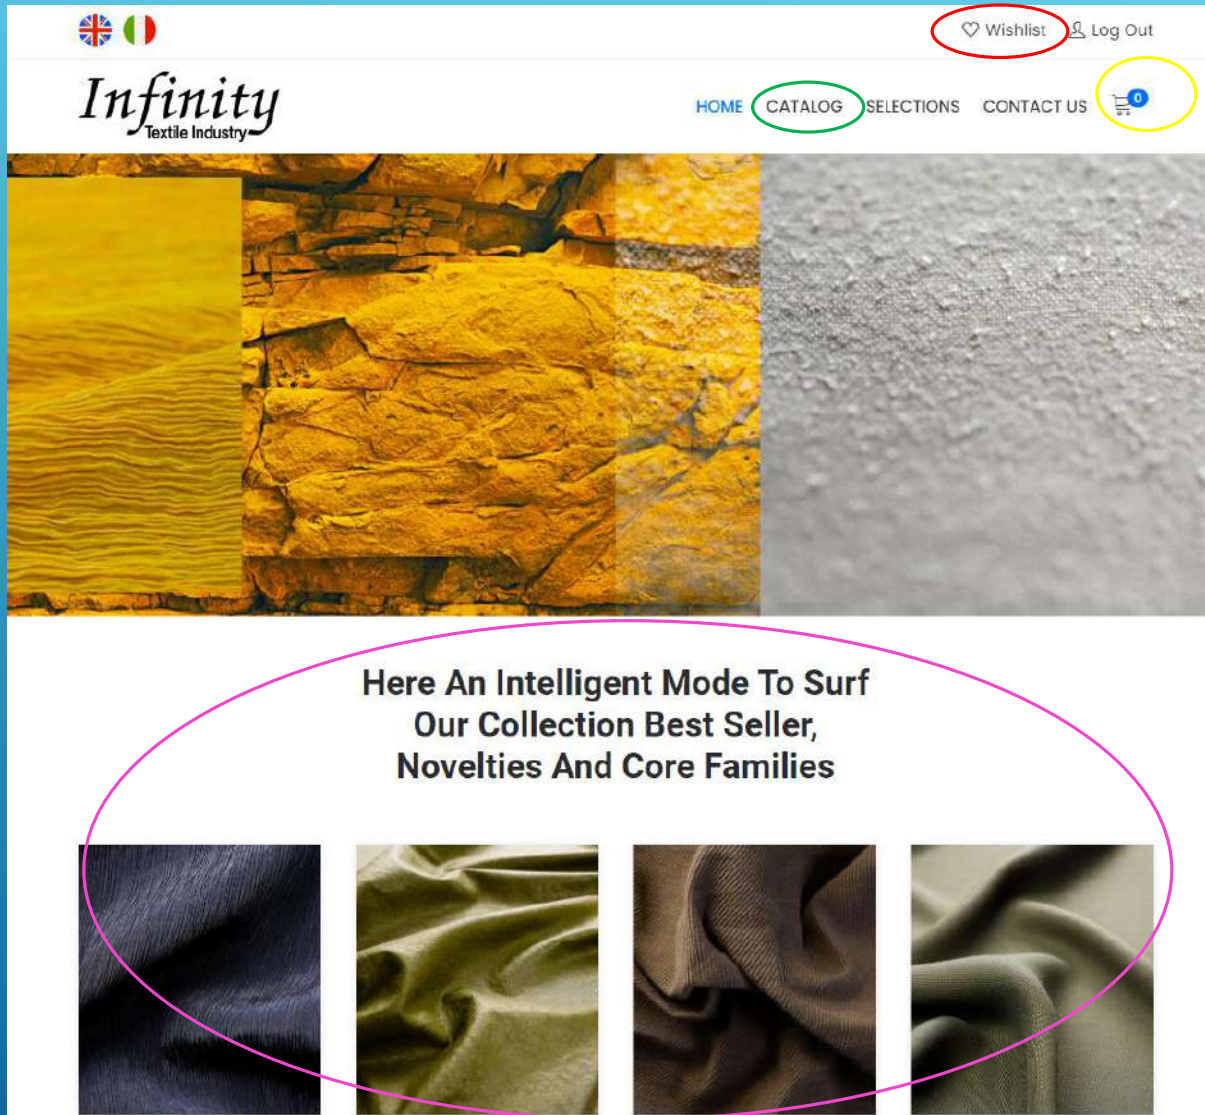 Wishlist Log Out
Infinity
Textile Industry
HOME CATALOG SELECTIONS CONTACT US 0
Here An Intelligent Mode To Surf
Our Collection Best Seller,
Novelties And Core Families